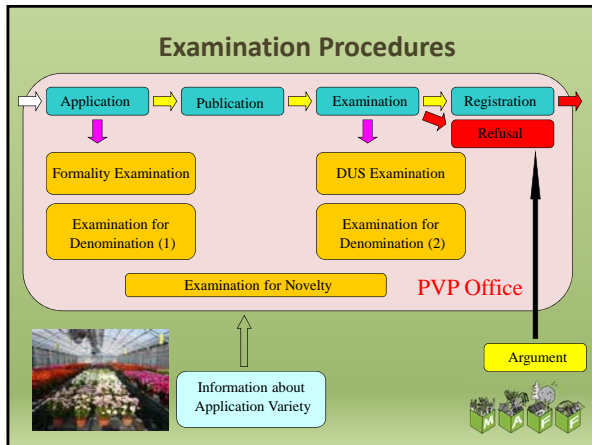 Examination Procedures
Application
Publication
Examination
Registration
Refusal
Formality Examination
DUS Examination
Examination for
Denomination (1)
Examination for
Denomination (2)
Examination for Novelty
PVP Office
Argument
Information about
Application Variety
M A F F